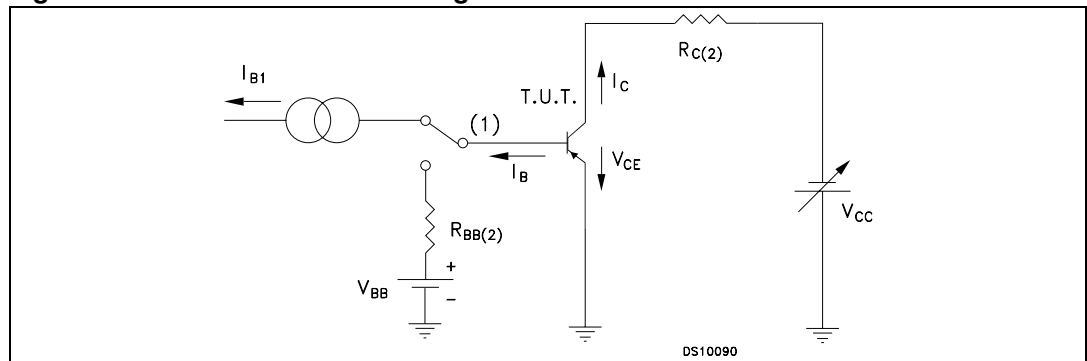 R_C(2)
I_B1
I_C
T.U.T.
(1)
V_CE
I_B
V_CC
R_BB(2)
+
V_BB
-
DS10090